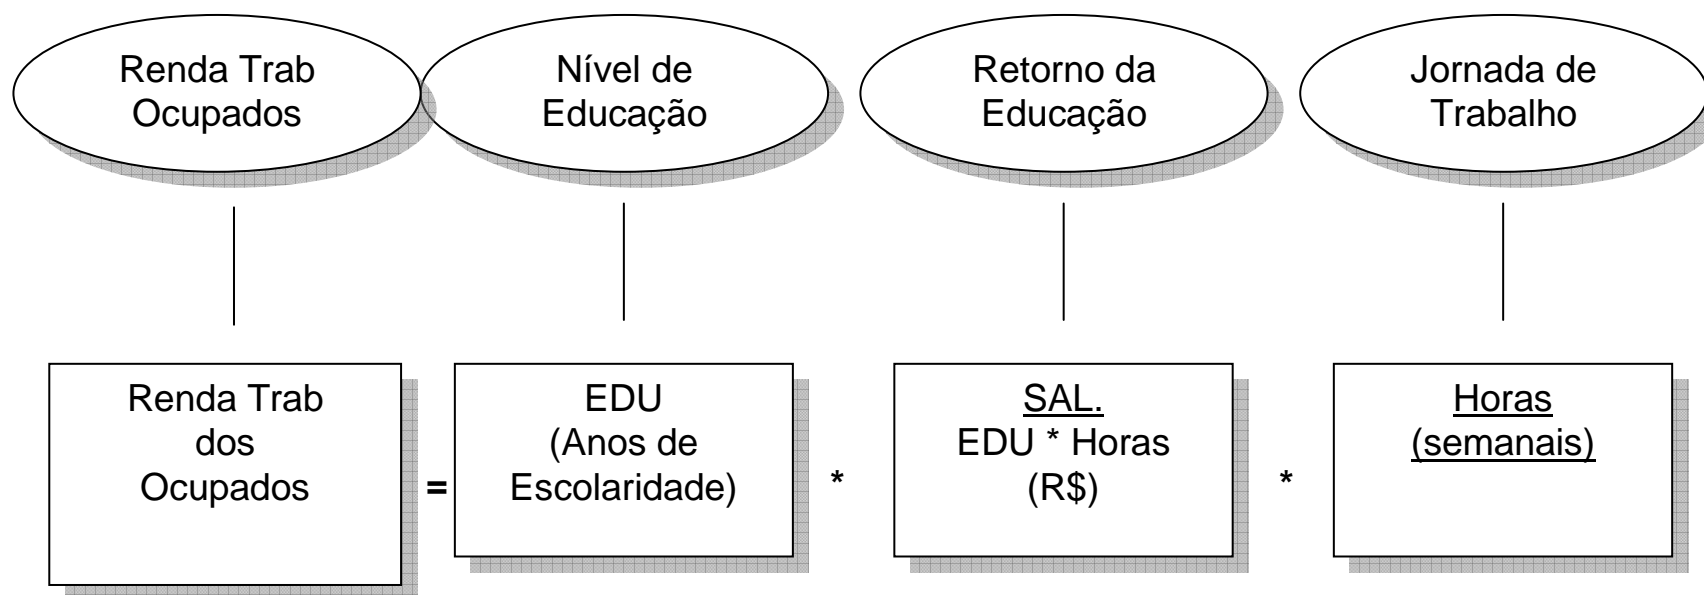 Renda Trab
Ocupados
Nível de
Educação
Retorno da
Educação
Jornada de
Trabalho
Renda Trab
dos
Ocupados
=
EDU
(Anos de
Escolaridade)
*
SAL.
EDU * Horas
(R$)
*
Horas
(semanais)